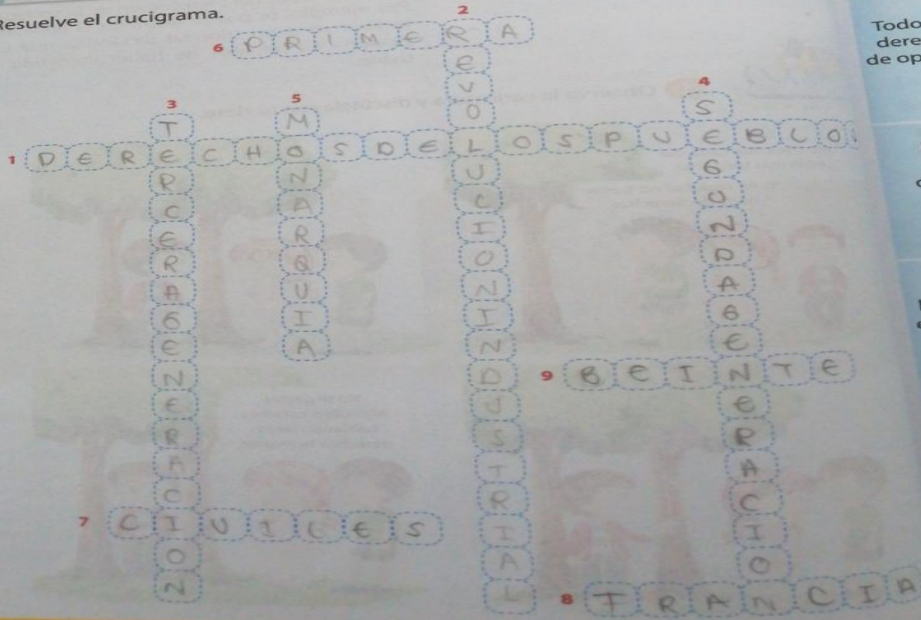 Resuelve el crucigrama.
2
6 PRIMERA
REVOLUCIONINDUSTRIAL
Todo
dere
de op
4
SEGUNDAGENERACION
3
TERCERAGENERACION
5
MONARQUIA
1 DERECHOSDELOSPUEBLO
9 BEINTE
7 CIVILES
8 FRANCIA